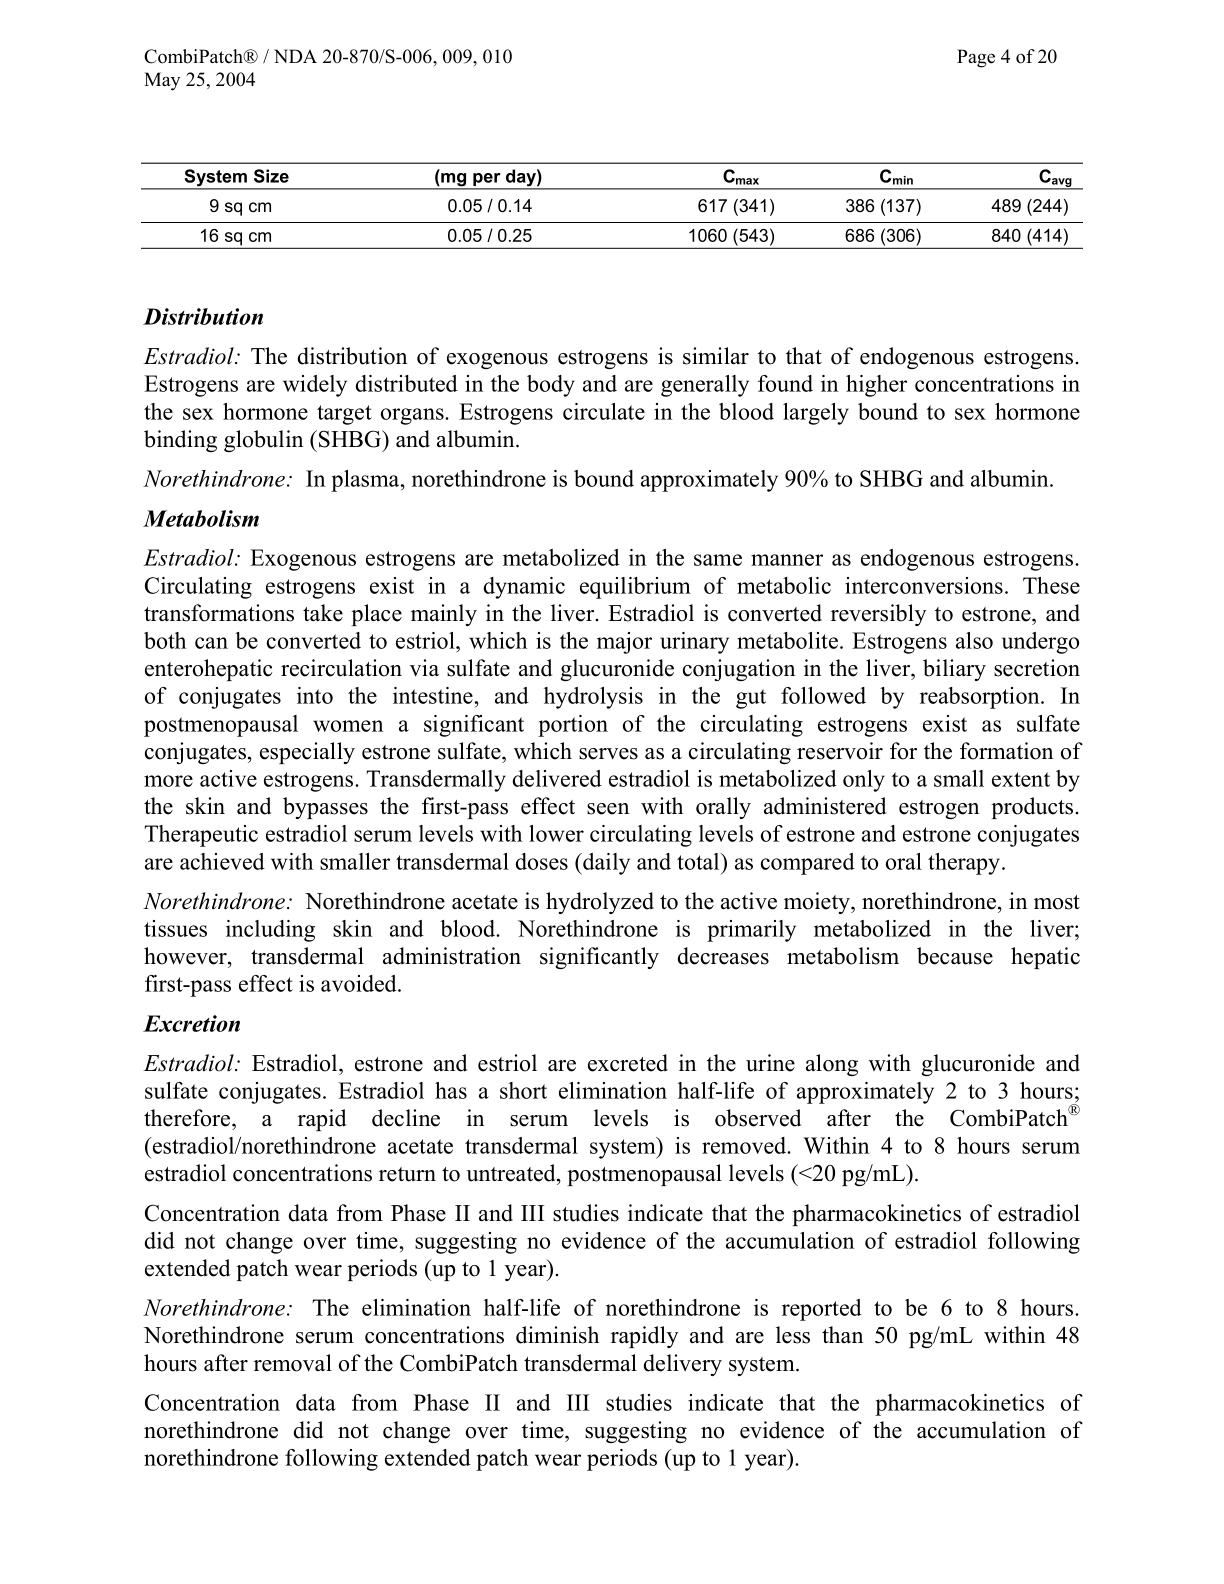 CombiPatch® / NDA 20-870/S-006, 009, 010 Page 4 of 20
May 25, 2004
System Size (mg per day) Cmax Cmin Cavg
9 sq cm 0.05 / 0.14 617 (341) 386 (137) 489 (244)
16 sq cm 0.05 / 0.25 1060 (543) 686 (306) 840 (414)
Distribution
Estradiol: The distribution of exogenous estrogens is similar to that of endogenous estrogens.
Estrogens are widely distributed in the body and are generally found in higher concentrations in
the sex hormone target organs. Estrogens circulate in the blood largely bound to sex hormone
binding globulin (SHBG) and albumin.
Norethindrone: In plasma, norethindrone is bound approximately 90% to SHBG and albumin.
Metabolism
Estradiol: Exogenous estrogens are metabolized in the same manner as endogenous estrogens.
Circulating estrogens exist in a dynamic equilibrium of metabolic interconversions. These
transformations take place mainly in the liver. Estradiol is converted reversibly to estrone, and
both can be converted to estriol, which is the major urinary metabolite. Estrogens also undergo
enterohepatic recirculation via sulfate and glucuronide conjugation in the liver, biliary secretion
of conjugates into the intestine, and hydrolysis in the gut followed by reabsorption. In
postmenopausal women a significant portion of the circulating estrogens exist as sulfate
conjugates, especially estrone sulfate, which serves as a circulating reservoir for the formation of
more active estrogens. Transdermally delivered estradiol is metabolized only to a small extent by
the skin and bypasses the first-pass effect seen with orally administered estrogen products.
Therapeutic estradiol serum levels with lower circulating levels of estrone and estrone conjugates
are achieved with smaller transdermal doses (daily and total) as compared to oral therapy.
Norethindrone: Norethindrone acetate is hydrolyzed to the active moiety, norethindrone, in most
tissues including skin and blood. Norethindrone is primarily metabolized in the liver;
however, transdermal administration significantly decreases metabolism because hepatic
first-pass effect is avoided.
Excretion
Estradiol: Estradiol, estrone and estriol are excreted in the urine along with glucuronide and
sulfate conjugates. Estradiol has a short elimination half-life of approximately 2 to 3 hours;
therefore, a rapid decline in serum levels is observed after the CombiPatch®
(estradiol/norethindrone acetate transdermal system) is removed. Within 4 to 8 hours serum
estradiol concentrations return to untreated, postmenopausal levels (<20 pg/mL).
Concentration data from Phase II and III studies indicate that the pharmacokinetics of estradiol
did not change over time, suggesting no evidence of the accumulation of estradiol following
extended patch wear periods (up to 1 year).
Norethindrone: The elimination half-life of norethindrone is reported to be 6 to 8 hours.
Norethindrone serum concentrations diminish rapidly and are less than 50 pg/mL within 48
hours after removal of the CombiPatch transdermal delivery system.
Concentration data from Phase II and III studies indicate that the pharmacokinetics of
norethindrone did not change over time, suggesting no evidence of the accumulation of
norethindrone following extended patch wear periods (up to 1 year).